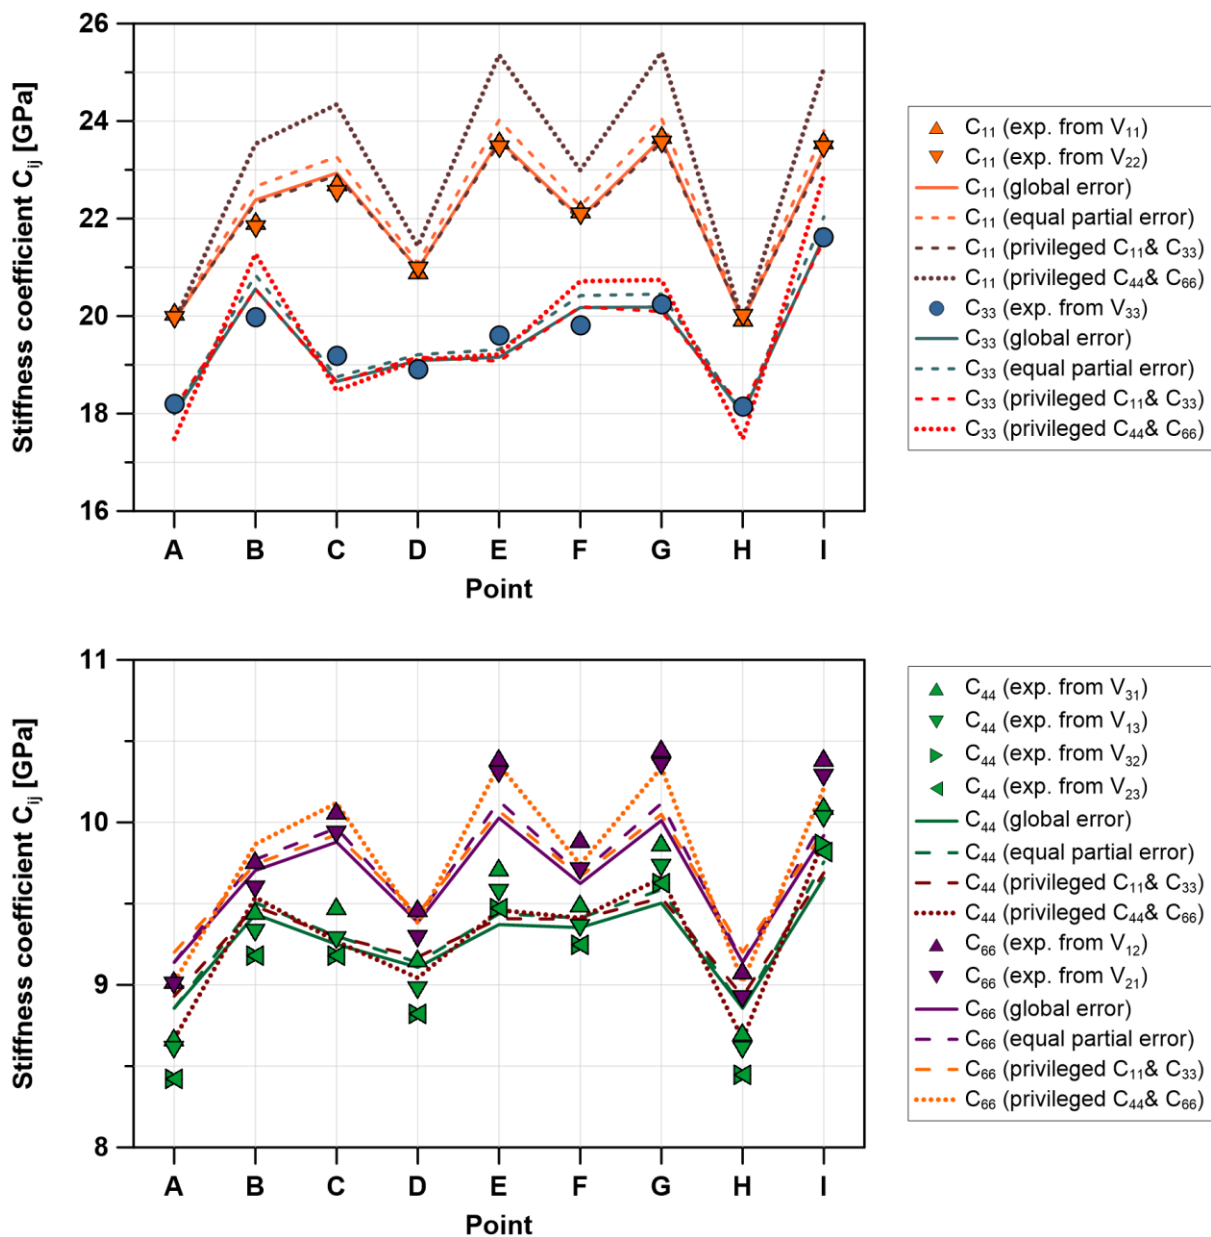 Stiffness coefficient C_ij [GPa]
26
24
22
20
18
16
A B C D E F G H I
Point
C₁₁ (exp. from V₁₁)
C₁₁ (exp. from V₂₂)
C₁₁ (global error)
C₁₁ (equal partial error)
C₁₁ (privileged C₁₁& C₃₃)
C₁₁ (privileged C₄₄& C₆₆)
C₃₃ (exp. from V₃₃)
C₃₃ (global error)
C₃₃ (equal partial error)
C₃₃ (privileged C₁₁& C₃₃)
C₃₃ (privileged C₄₄& C₆₆)
Stiffness coefficient C_ij [GPa]
11
10
9
8
A B C D E F G H I
Point
C₄₄ (exp. from V₃₁)
C₄₄ (exp. from V₁₃)
C₄₄ (exp. from V₃₂)
C₄₄ (exp. from V₂₃)
C₄₄ (global error)
C₄₄ (equal partial error)
C₄₄ (privileged C₁₁& C₃₃)
C₄₄ (privileged C₄₄& C₆₆)
C₆₆ (exp. from V₁₂)
C₆₆ (exp. from V₂₁)
C₆₆ (global error)
C₆₆ (equal partial error)
C₆₆ (privileged C₁₁& C₃₃)
C₆₆ (privileged C₄₄& C₆₆)